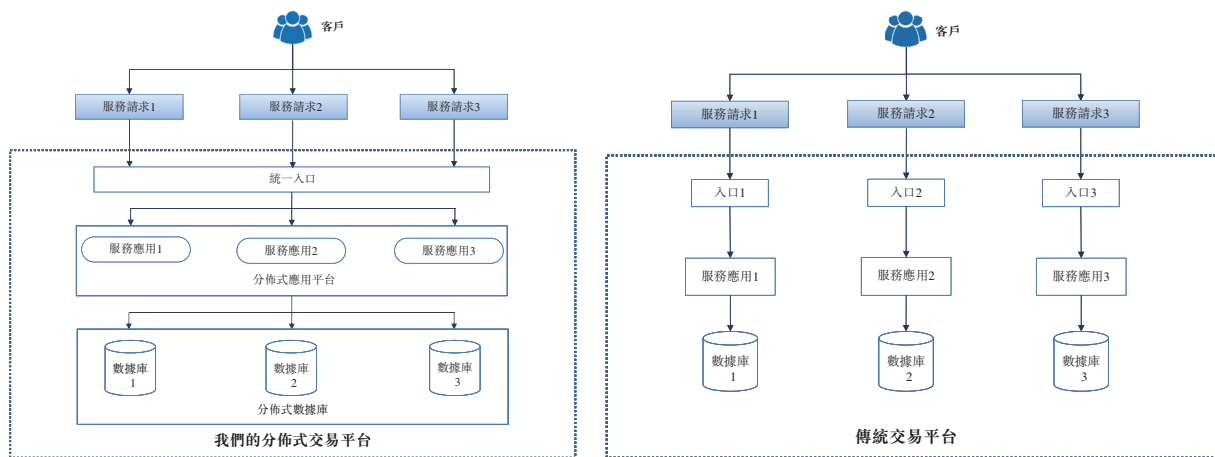 客戶
服務請求1
服務請求2
服務請求3
統一入口
服務應用1
服務應用2
服務應用3
分佈式應用平台
數據庫
1
數據庫
2
數據庫
3
分佈式數據庫
我們的分佈式交易平台
客戶
服務請求1
服務請求2
服務請求3
入口1
入口2
入口3
服務應用1
服務應用2
服務應用3
數據庫
1
數據庫
2
數據庫
3
傳統交易平台